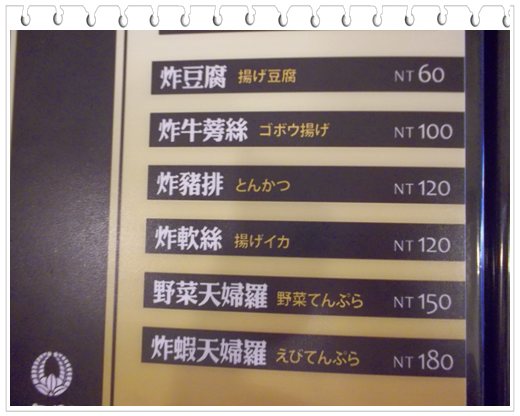 炸豆腐 揚げ豆腐 NT 60
炸牛蒡絲 ゴボウ揚げ NT 100
炸豬排 とんかつ NT 120
炸軟絲 揚げイカ NT 120
野菜天婦羅 野菜てんぷら NT 150
炸蝦天婦羅 えびてんぷら NT 180